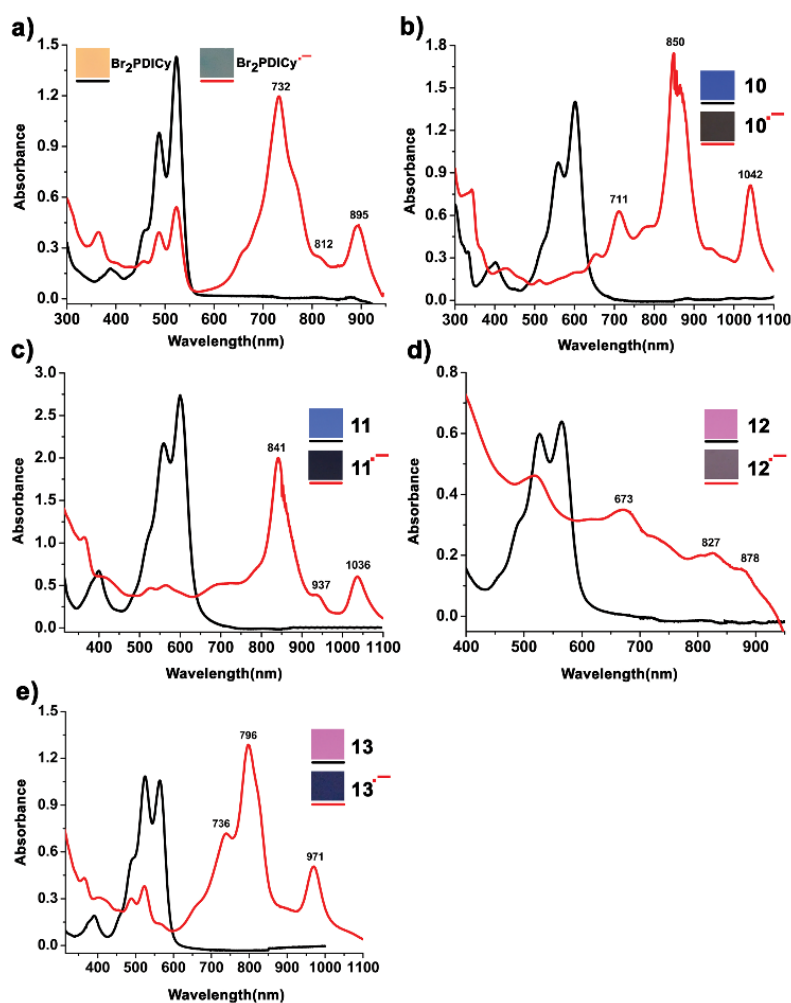 a)
Br2PDICy
Br2PDICy•−
732
812
895
Absorbance
1.5
1.2
0.9
0.6
0.3
0.0
300 400 500 600 700 800 900
Wavelength(nm)
b)
10
10•−
711
850
1042
Absorbance
1.8
1.5
1.2
0.9
0.6
0.3
0.0
300 400 500 600 700 800 900 1000 1100
Wavelength(nm)
c)
11
11•−
841
937
1036
Absorbance
3.0
2.5
2.0
1.5
1.0
0.5
0.0
400 500 600 700 800 900 1000 1100
Wavelength(nm)
d)
12
12•−
673
827
878
Absorbance
0.8
0.6
0.4
0.2
0.0
400 500 600 700 800 900
Wavelength(nm)
e)
13
13•−
736
796
971
Absorbance
1.5
1.2
0.9
0.6
0.3
0.0
400 500 600 700 800 900 1000 1100
Wavelength(nm)